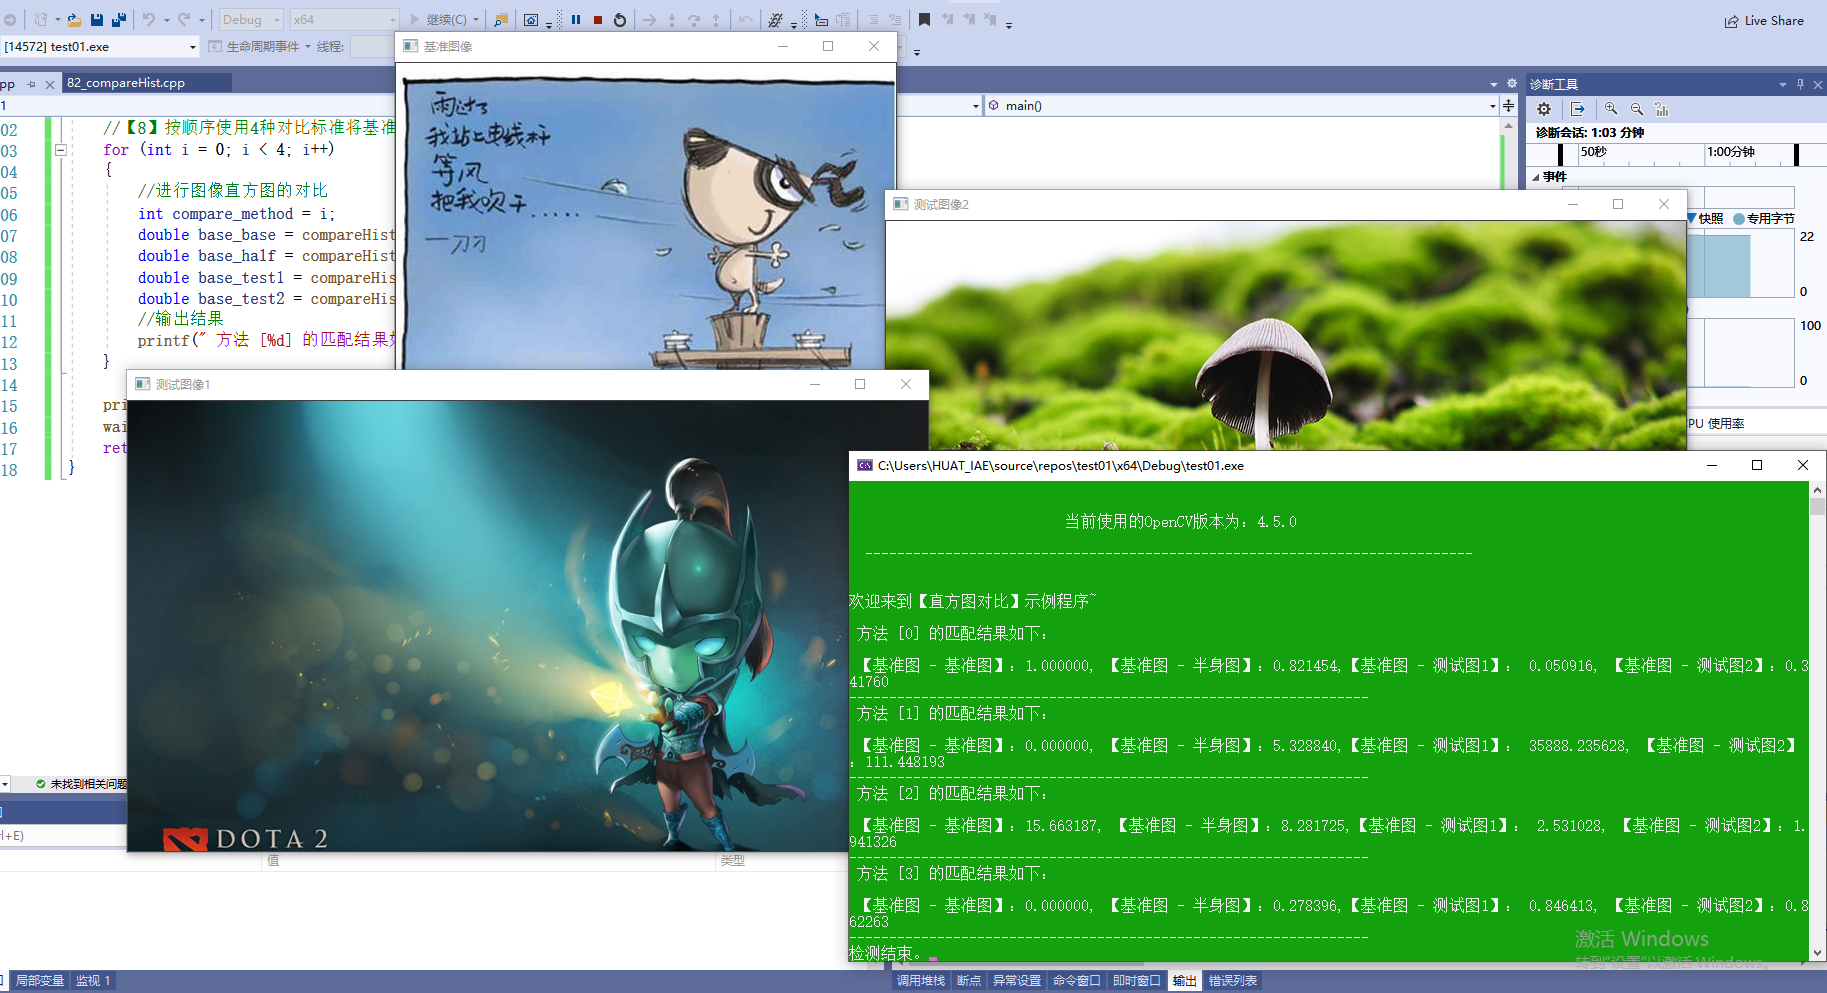 Debug
x64
继续(C)
Live Share
[14572] test01.exe
生命周期事件
线程:
基准图像
pp
82_compareHist.cpp
诊断工具
1
main()
诊断会话: 1:03 分钟
50秒
1:00分钟
事件
快照
专用字节
22
0
100
0
PU 使用率
02 //【8】按顺序使用4种对比标准将基准
03 for (int i = 0; i < 4; i++)
04 {
05 //进行图像直方图的对比
06 int compare_method = i;
07 double base_base = compareHist
08 double base_half = compareHist
09 double base_test1 = compareHis
10 double base_test2 = compareHis
11 //输出结果
12 printf(" 方法 [%d] 的匹配结果如
13 }
14
15 pri
16 wai
17 ret
18 }
雨过了
我站上电线杆
等风
把我吹干.....
一刀刀
测试图像2
测试图像1
DOTA 2
C:\Users\HUAT_IAE\source\repos\test01\x64\Debug\test01.exe
当前使用的OpenCV版本为: 4.5.0
----------------------------------------------------------------------------
欢迎来到【直方图对比】示例程序~
方法 [0] 的匹配结果如下:
【基准图 - 基准图】: 1.000000, 【基准图 - 半身图】: 0.821454,【基准图 - 测试图1】: 0.050916, 【基准图 - 测试图2】: 0.3
41760
-----------------------------------------------------------------
方法 [1] 的匹配结果如下:
【基准图 - 基准图】: 0.000000, 【基准图 - 半身图】: 5.328840,【基准图 - 测试图1】: 35888.235628, 【基准图 - 测试图2】
: 111.448193
-----------------------------------------------------------------
方法 [2] 的匹配结果如下:
【基准图 - 基准图】: 15.663187, 【基准图 - 半身图】: 8.281725,【基准图 - 测试图1】: 2.531028, 【基准图 - 测试图2】: 1.
941326
-----------------------------------------------------------------
方法 [3] 的匹配结果如下:
【基准图 - 基准图】: 0.000000, 【基准图 - 半身图】: 0.278396,【基准图 - 测试图1】: 0.846413, 【基准图 - 测试图2】: 0.8
62263
-----------------------------------------------------------------
检测结束。
激活 Windows
转到"设置"以激活 Windows。
未找到相关问题
l+E)
值
类型
局部变量
监视 1
调用堆栈
断点
异常设置
命令窗口
即时窗口
输出
错误列表